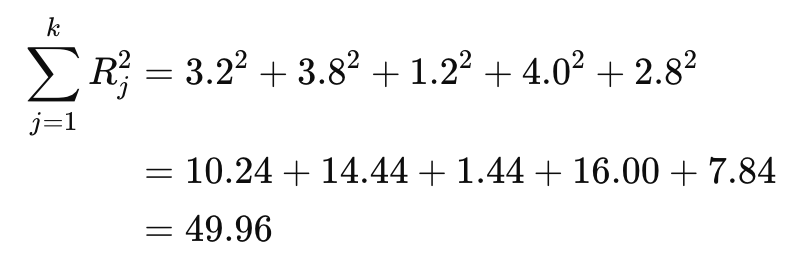 \sum_{j=1}^{k} R_j^2 = 3.2^2 + 3.8^2 + 1.2^2 + 4.0^2 + 2.8^2
= 10.24 + 14.44 + 1.44 + 16.00 + 7.84
= 49.96